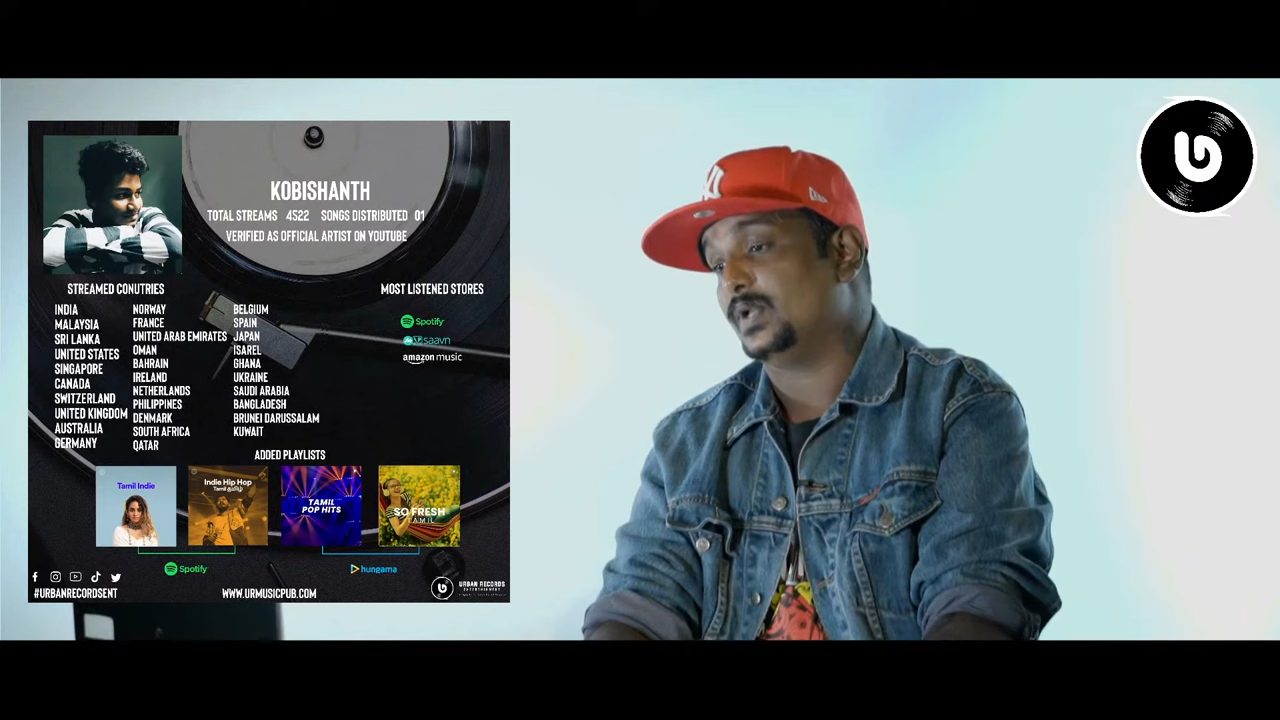 KOBISHANTH
TOTAL STREAMS 4522 SONGS DISTRIBUTED 01
VERIFIED AS OFFICIAL ARTIST ON YOUTUBE
STREAMED CONUTRIES
INDIA
MALAYSIA
SRI LANKA
UNITED STATES
SINGAPORE
CANADA
SWITZERLAND
UNITED KINGDOM
AUSTRALIA
GERMANY
NORWAY
FRANCE
UNITED ARAB EMIRATES
OMAN
BAHRAIN
IRELAND
NETHERLANDS
PHILIPPINES
DENMARK
SOUTH AFRICA
QATAR
BELGIUM
SPAIN
JAPAN
ISAREL
GHANA
UKRAINE
SAUDI ARABIA
BANGLADESH
BRUNEI DARUSSALAM
KUWAIT
MOST LISTENED STORES
Spotify
saavn
amazon music
ADDED PLAYLISTS
Tamil Indie
Indie Hip Hop
Tamil தமிழ்
TAMIL
POP HITS
SO FRESH
TAMIL
Spotify
hungama
#URBANRECORDSENT
WWW.URMUSICPUB.COM
URBAN RECORDS
ENTERTAINMENT